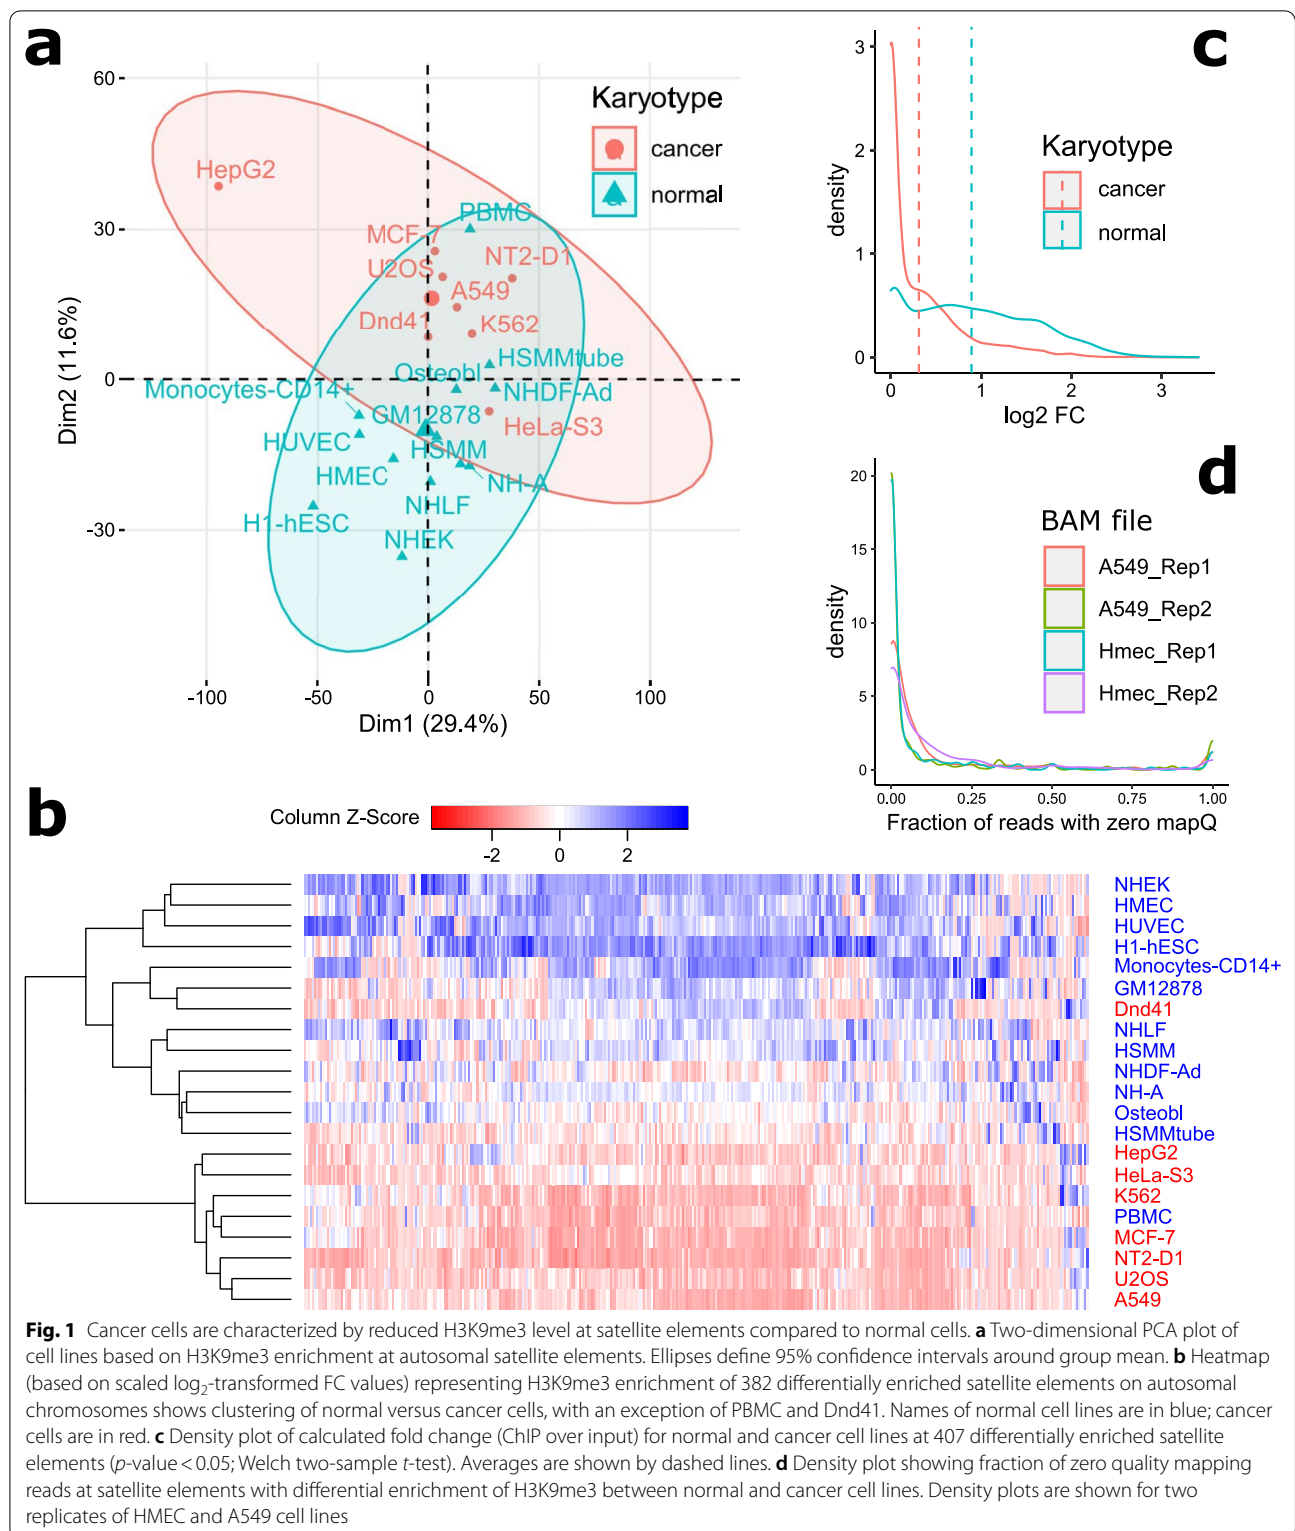 a
60
30
0
-30
Dim2 (11.6%)
-100
-50
0
50
100
Dim1 (29.4%)
Karyotype
cancer
normal
HepG2
PBMC
MCF-7
U2OS
NT2-D1
A549
Dnd41
K562
HSMMtube
Osteobl
Monocytes-CD14+
NHDF-Ad
GM12878
HeLa-S3
HUVEC
HSMM
HMEC
NH-A
NHLF
H1-hESC
NHEK
c
3
2
1
0
density
0
1
2
3
log2 FC
Karyotype
cancer
normal
d
20
15
10
5
0
density
0.00
0.25
0.50
0.75
1.00
Fraction of reads with zero mapQ
BAM file
A549_Rep1
A549_Rep2
Hmec_Rep1
Hmec_Rep2
b
Column Z-Score
-2
0
2
NHEK
HMEC
HUVEC
H1-hESC
Monocytes-CD14+
GM12878
Dnd41
NHLF
HSMM
NHDF-Ad
NH-A
Osteobl
HSMMtube
HepG2
HeLa-S3
K562
PBMC
MCF-7
NT2-D1
U2OS
A549
Fig. 1 Cancer cells are characterized by reduced H3K9me3 level at satellite elements compared to normal cells. a Two-dimensional PCA plot of
cell lines based on H3K9me3 enrichment at autosomal satellite elements. Ellipses define 95% confidence intervals around group mean. b Heatmap
(based on scaled log₂-transformed FC values) representing H3K9me3 enrichment of 382 differentially enriched satellite elements on autosomal
chromosomes shows clustering of normal versus cancer cells, with an exception of PBMC and Dnd41. Names of normal cell lines are in blue; cancer
cells are in red. c Density plot of calculated fold change (ChIP over input) for normal and cancer cell lines at 407 differentially enriched satellite
elements (p-value < 0.05; Welch two-sample t-test). Averages are shown by dashed lines. d Density plot showing fraction of zero quality mapping
reads at satellite elements with differential enrichment of H3K9me3 between normal and cancer cell lines. Density plots are shown for two
replicates of HMEC and A549 cell lines